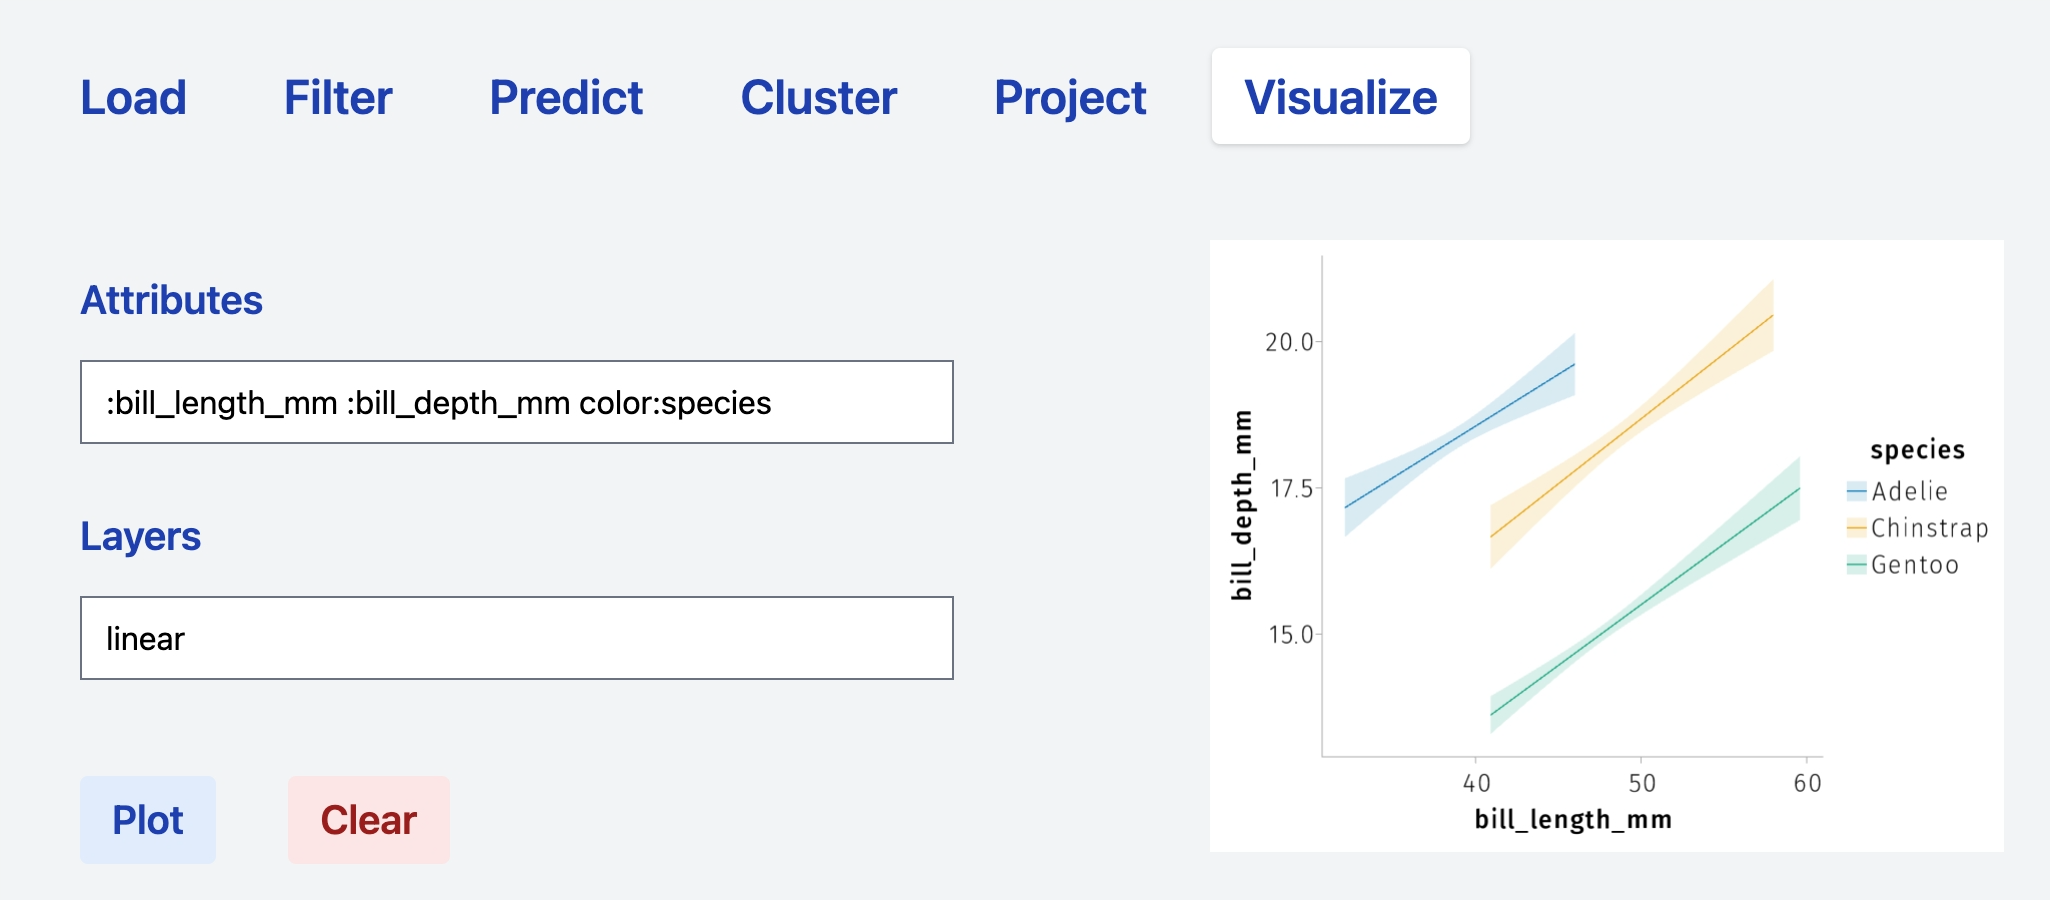 Load Filter Predict Cluster Project Visualize
Attributes
:bill_length_mm :bill_depth_mm color:species
Layers
linear
Plot Clear
bill_depth_mm
20.0
17.5
15.0
40 50 60
bill_length_mm
species
Adelie
Chinstrap
Gentoo